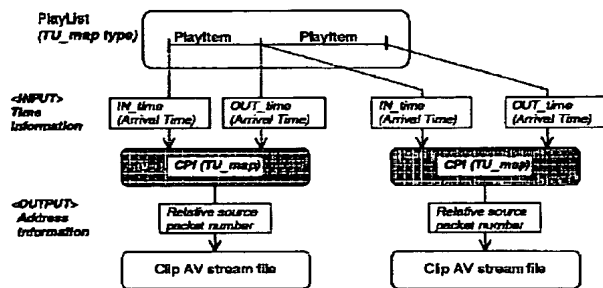 PlayList
(TU_map type)
PlayItem
PlayItem
<INPUT>
Time
Information
IN_time
(Arrival Time)
OUT_time
(Arrival Time)
IN_time
(Arrival Time)
OUT_time
(Arrival Time)
CPI (TU_map)
CPI (TU_map)
<OUTPUT>
Address
Information
Relative source
packet number
Relative source
packet number
Clip AV stream file
Clip AV stream file